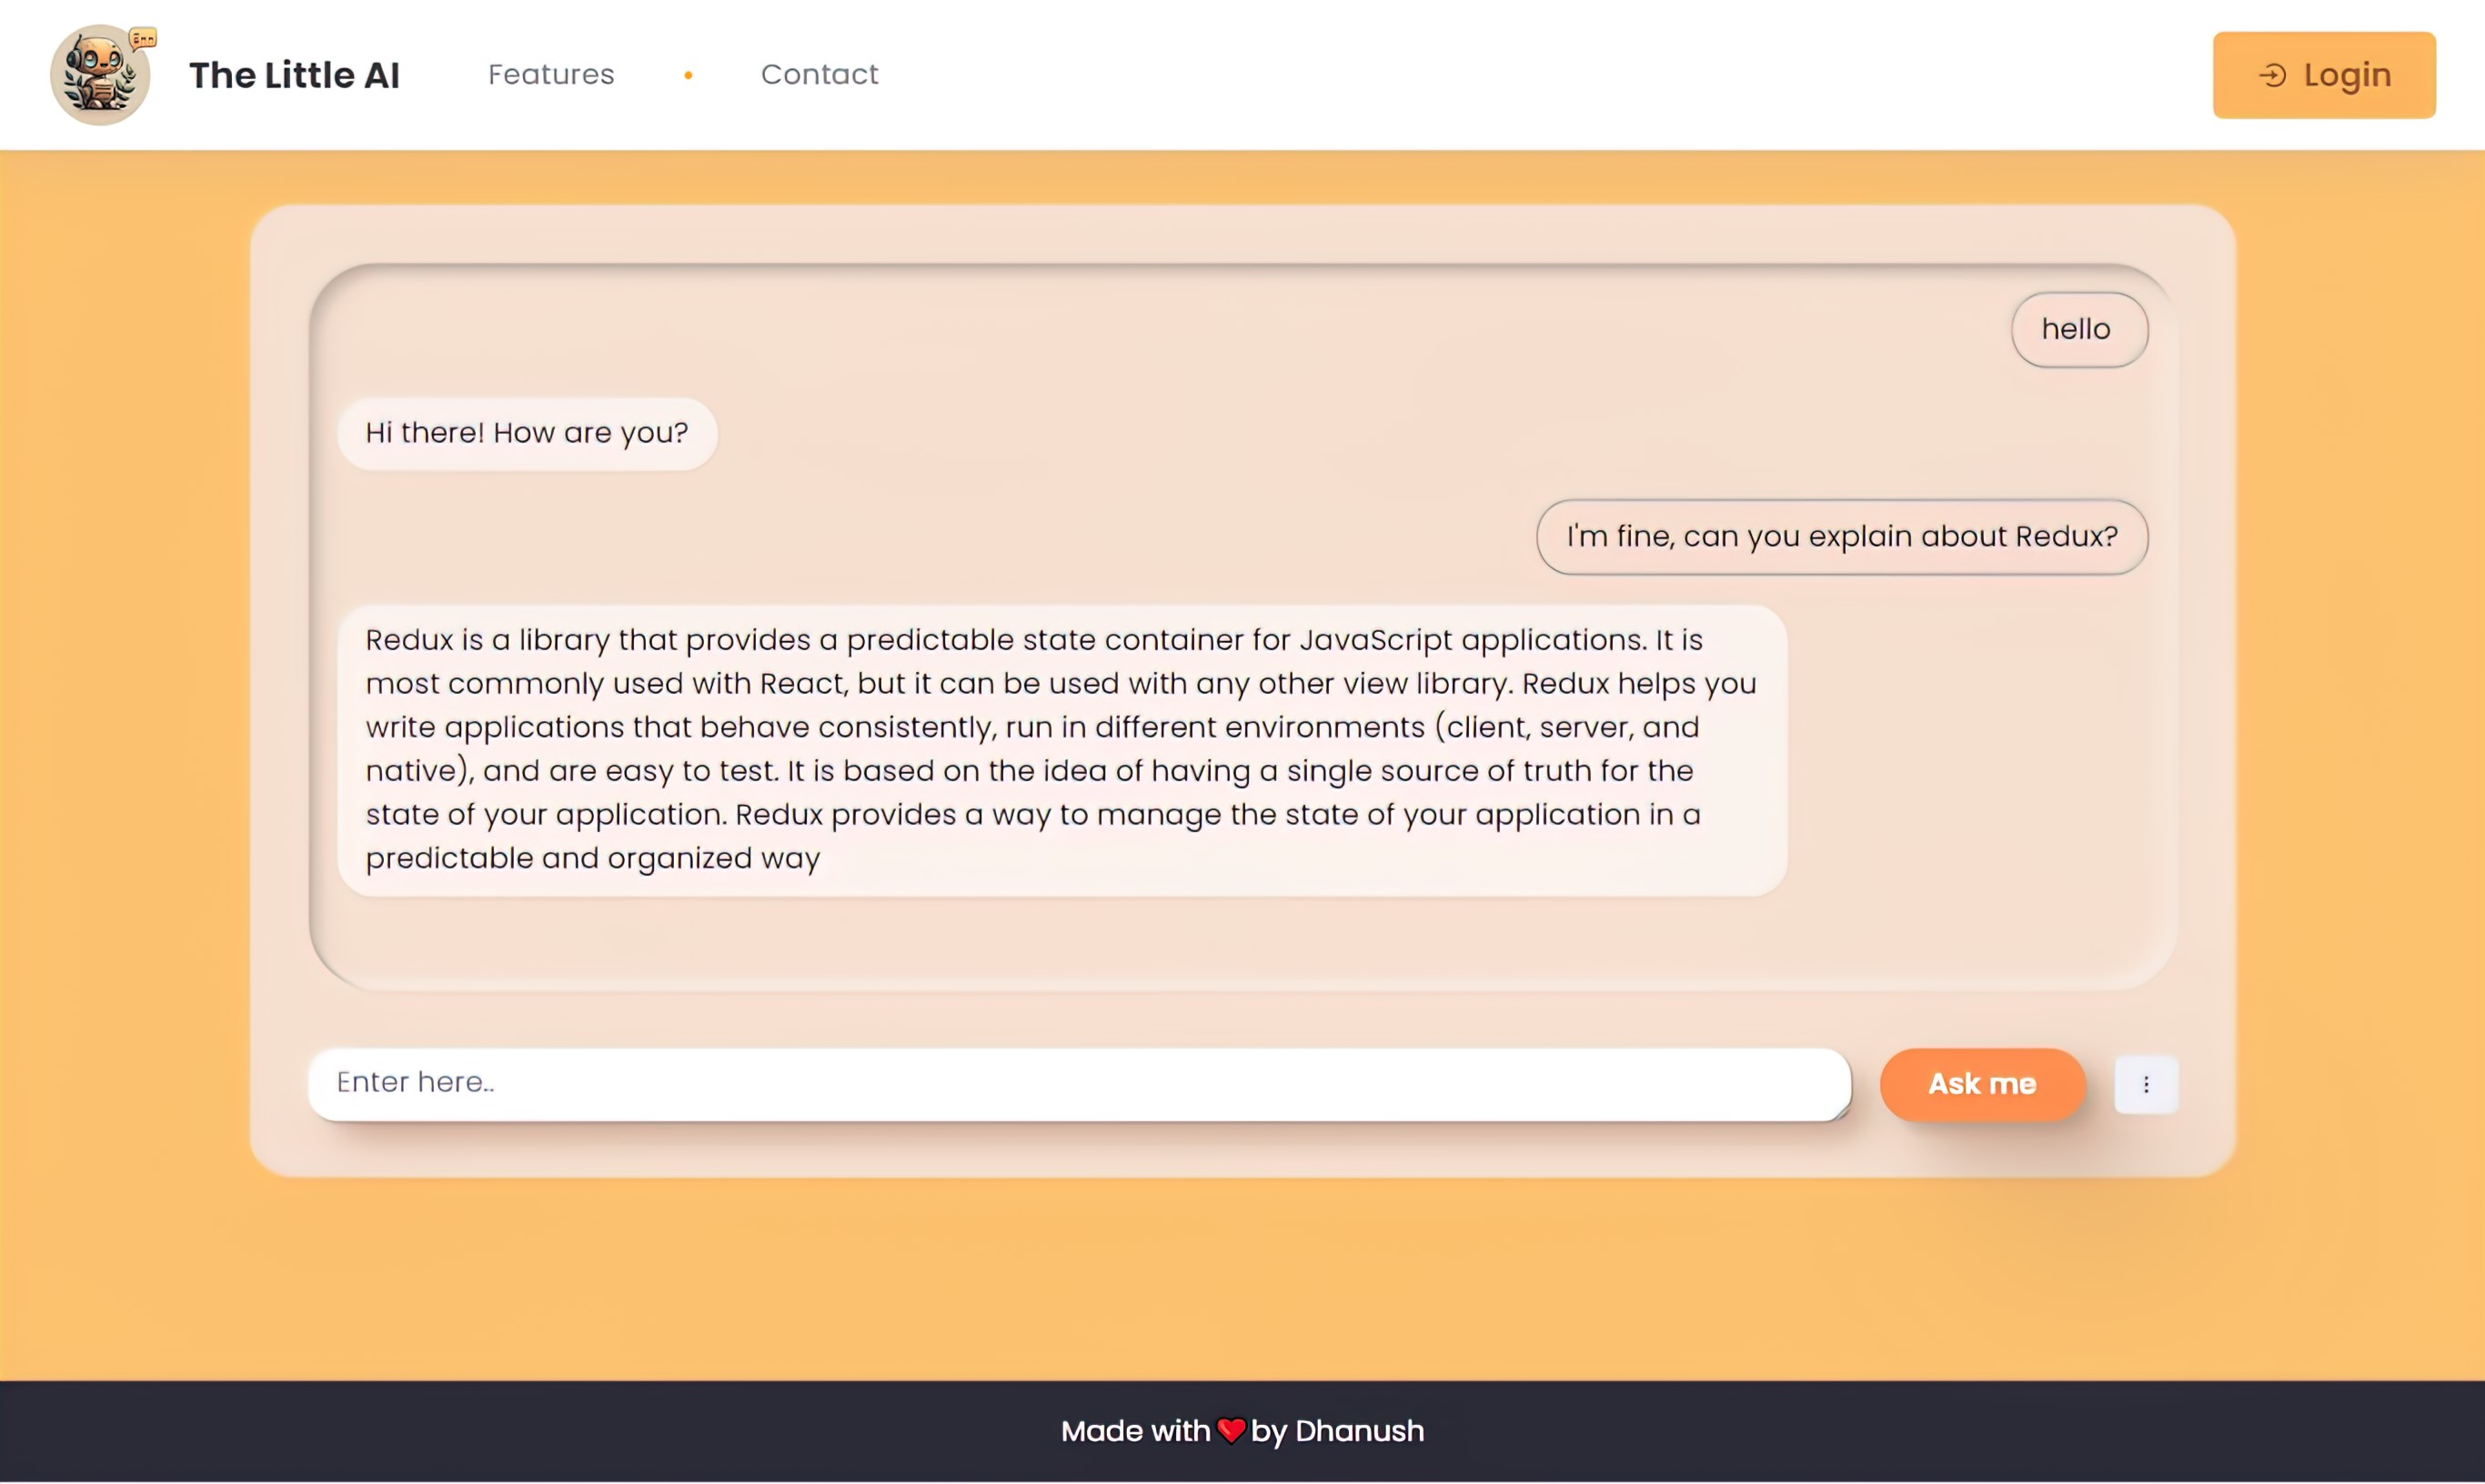 The Little AI
Features
Contact
Login
hello
Hi there! How are you?
I'm fine, can you explain about Redux?
Redux is a library that provides a predictable state container for JavaScript applications. It is
most commonly used with React, but it can be used with any other view library. Redux helps you
write applications that behave consistently, run in different environments (client, server, and
native), and are easy to test. It is based on the idea of having a single source of truth for the
state of your application. Redux provides a way to manage the state of your application in a
predictable and organized way
Enter here..
Ask me
Made with❤️by Dhanush